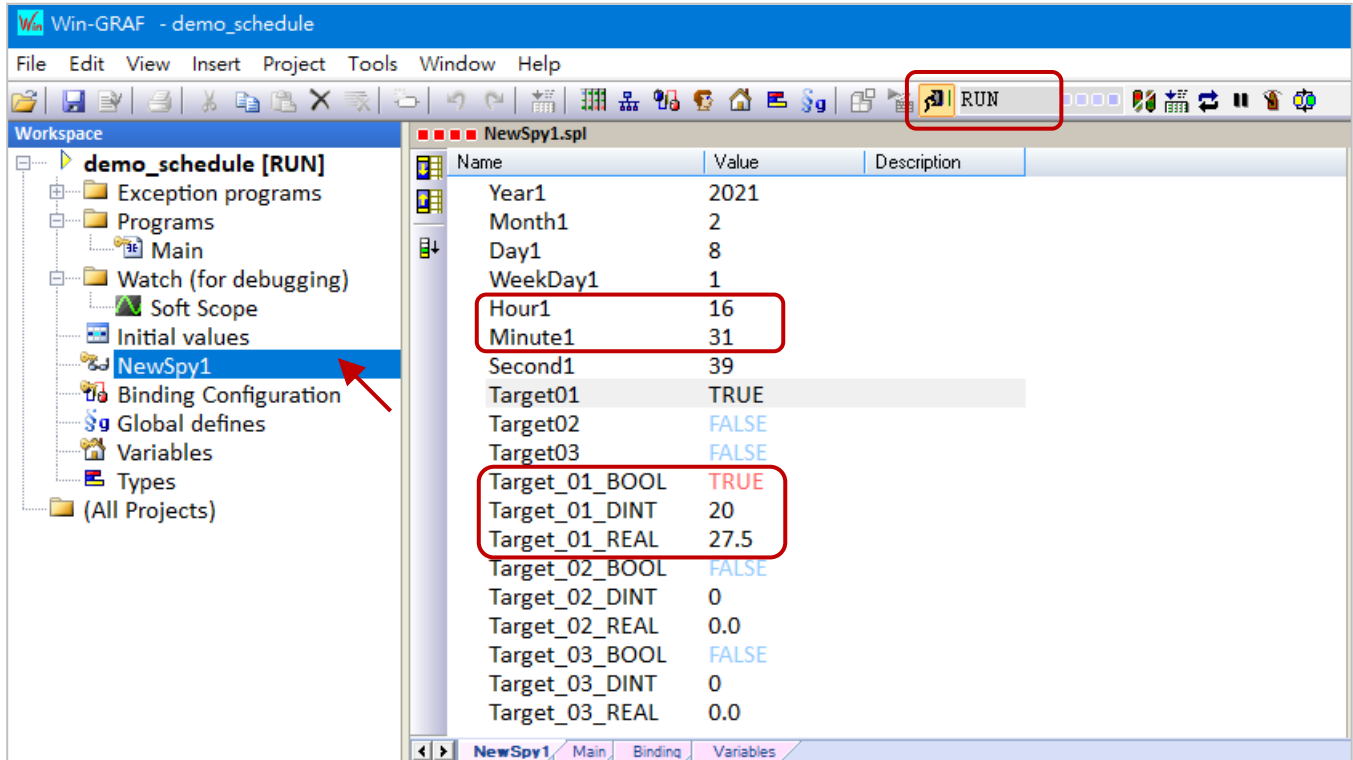 Win-GRAF - demo_schedule
File Edit View Insert Project Tools Window Help
RUN
Workspace
demo_schedule [RUN]
Exception programs
Programs
Main
Watch (for debugging)
Soft Scope
Initial values
NewSpy1
Binding Configuration
Global defines
Variables
Types
(All Projects)
NewSpy1.spl
Name Value Description
Year1 2021
Month1 2
Day1 8
WeekDay1 1
Hour1 16
Minute1 31
Second1 39
Target01 TRUE
Target02 FALSE
Target03 FALSE
Target_01_BOOL TRUE
Target_01_DINT 20
Target_01_REAL 27.5
Target_02_BOOL FALSE
Target_02_DINT 0
Target_02_REAL 0.0
Target_03_BOOL FALSE
Target_03_DINT 0
Target_03_REAL 0.0
NewSpy1 Main Binding Variables